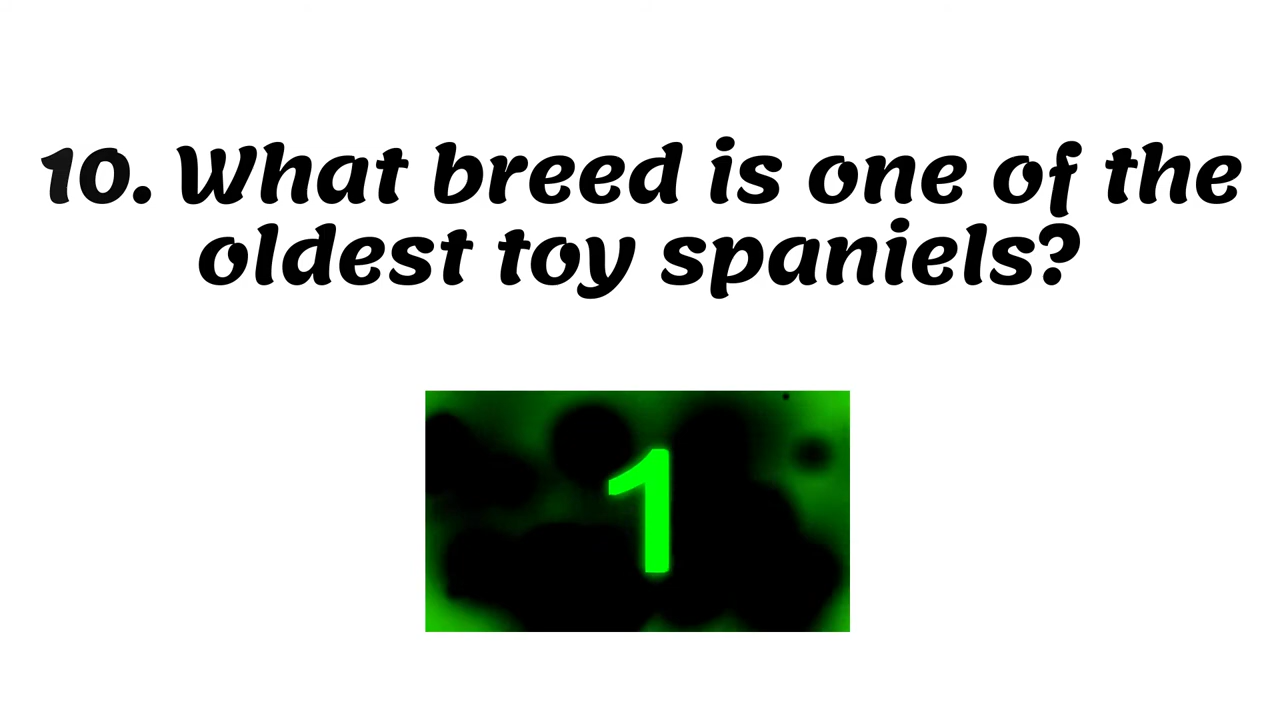 10. What breed is one of the
oldest toy spaniels?
1